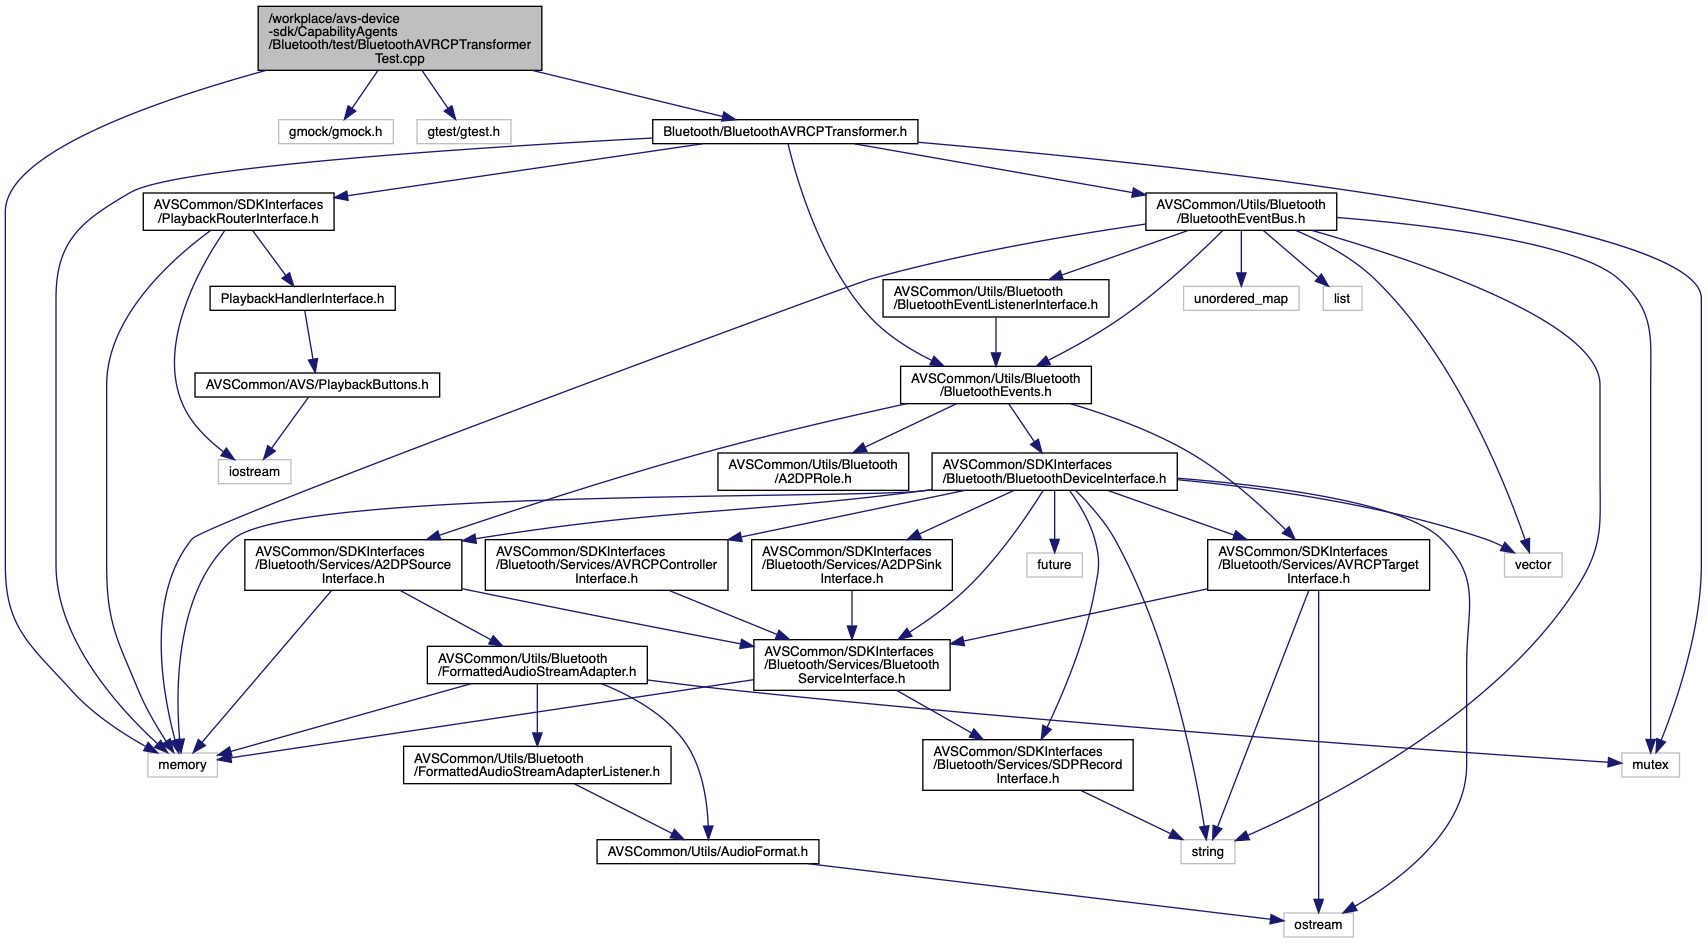 /workplace/avs-device
-sdk/CapabilityAgents
/Bluetooth/test/BluetoothAVRCPTransformer
Test.cpp
gmock/gmock.h
gtest/gtest.h
Bluetooth/BluetoothAVRCPTransformer.h
AVSCommon/SDKInterfaces
/PlaybackRouterInterface.h
AVSCommon/Utils/Bluetooth
/BluetoothEventBus.h
PlaybackHandlerInterface.h
AVSCommon/Utils/Bluetooth
/BluetoothEventListenerInterface.h
unordered_map
list
AVSCommon/AVS/PlaybackButtons.h
AVSCommon/Utils/Bluetooth
/BluetoothEvents.h
iostream
AVSCommon/Utils/Bluetooth
/A2DPRole.h
AVSCommon/SDKInterfaces
/Bluetooth/BluetoothDeviceInterface.h
AVSCommon/SDKInterfaces
/Bluetooth/Services/A2DPSource
Interface.h
AVSCommon/SDKInterfaces
/Bluetooth/Services/AVRCPController
Interface.h
AVSCommon/SDKInterfaces
/Bluetooth/Services/A2DPSink
Interface.h
future
AVSCommon/SDKInterfaces
/Bluetooth/Services/AVRCPTarget
Interface.h
vector
AVSCommon/Utils/Bluetooth
/FormattedAudioStreamAdapter.h
AVSCommon/SDKInterfaces
/Bluetooth/Services/Bluetooth
ServiceInterface.h
memory
AVSCommon/Utils/Bluetooth
/FormattedAudioStreamAdapterListener.h
AVSCommon/SDKInterfaces
/Bluetooth/Services/SDPRecord
Interface.h
mutex
AVSCommon/Utils/AudioFormat.h
string
ostream